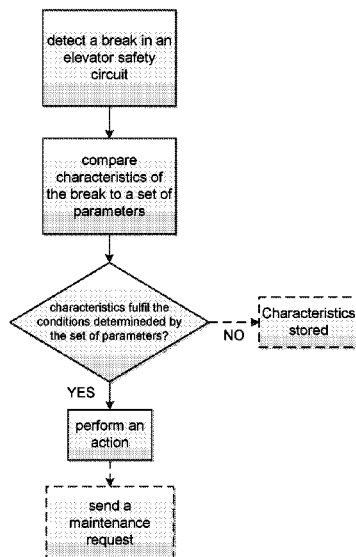 detect a break in an
elevator safety
circuit
compare
characteristics of
the break to a set of
parameters
characteristics fulfil the
conditions determineded by
the set of parameters?
NO
Characteristics
stored
YES
perform an
action
send a
maintenance
request